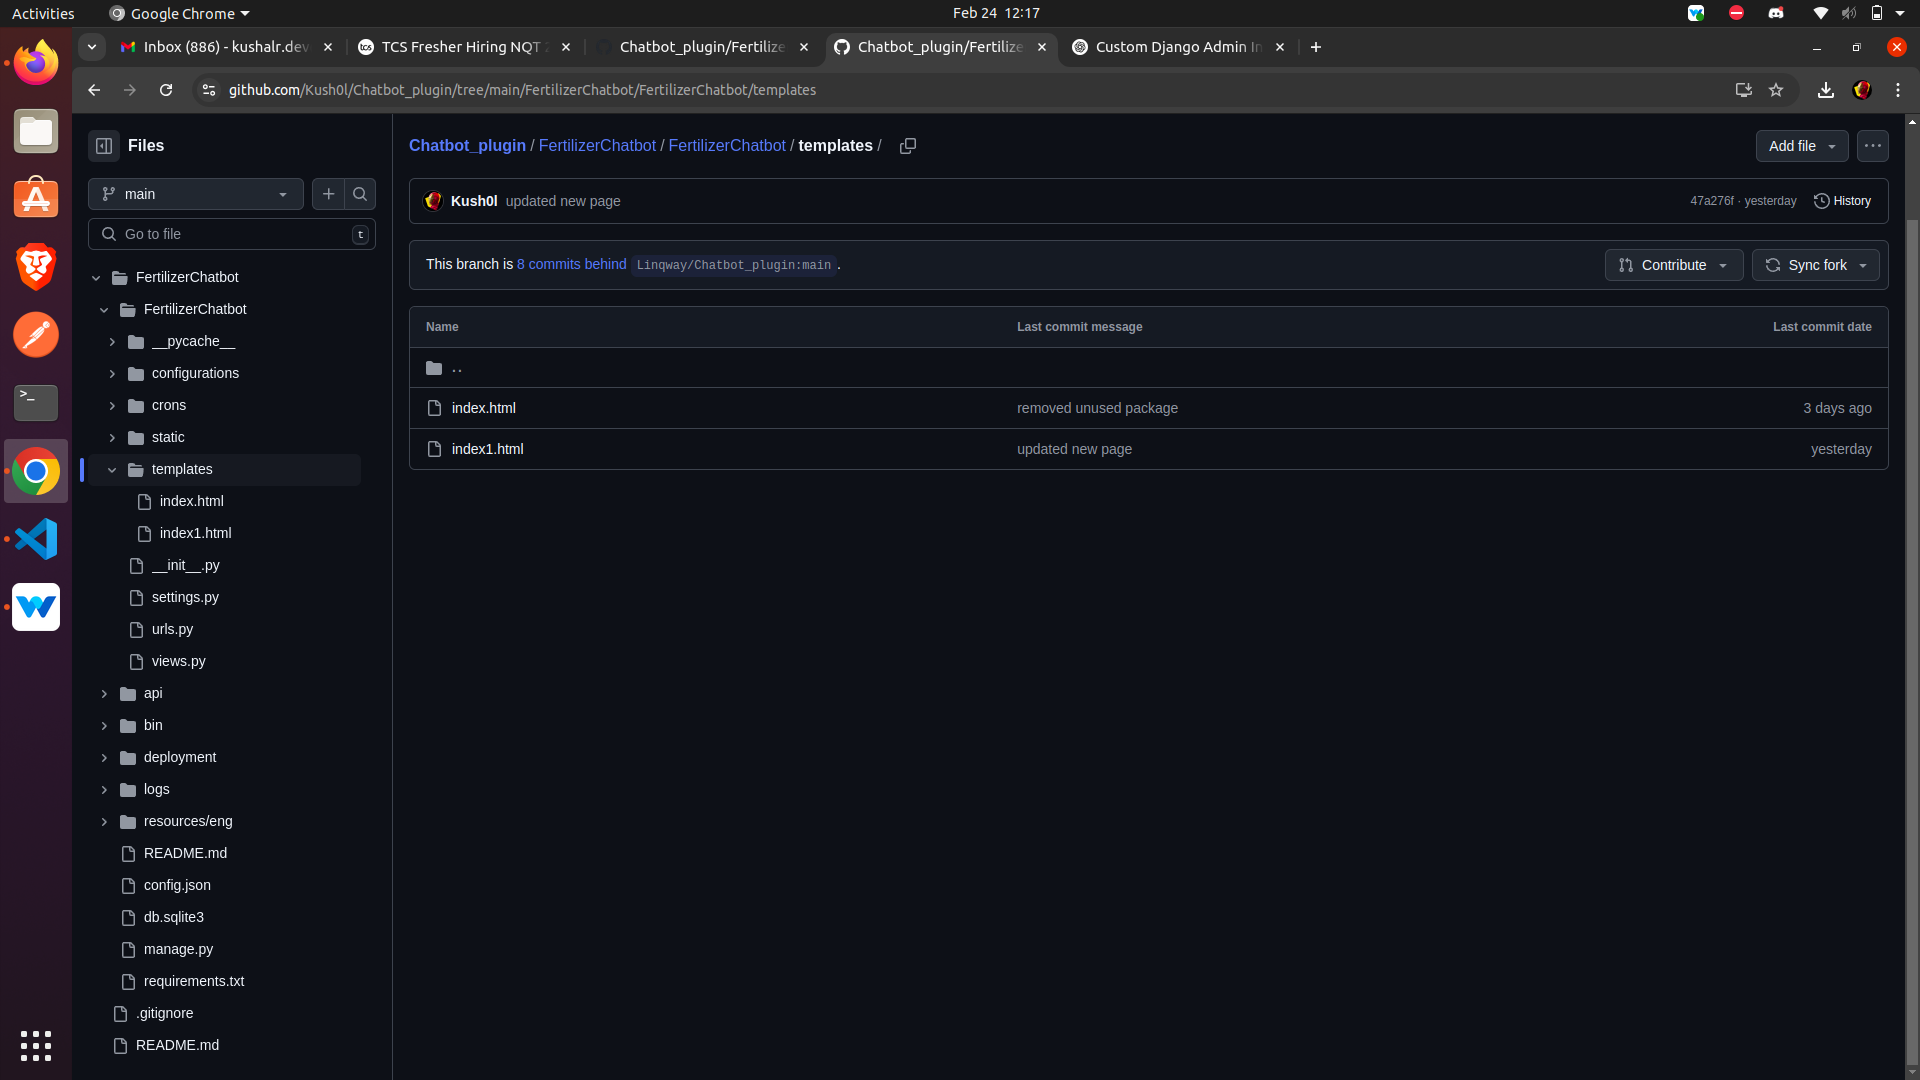 Activities
Google Chrome
Feb 24 12:17
Inbox (886) - kushalr.dev
TCS Fresher Hiring NQT
Chatbot_plugin/Fertilize
Chatbot_plugin/Fertilize
Custom Django Admin In
github.com/Kush0l/Chatbot_plugin/tree/main/FertilizerChatbot/FertilizerChatbot/templates
Files
main
Go to file
t
FertilizerChatbot
FertilizerChatbot
__pycache__
configurations
crons
static
templates
index.html
index1.html
__init__.py
settings.py
urls.py
views.py
api
bin
deployment
logs
resources/eng
README.md
config.json
db.sqlite3
manage.py
requirements.txt
.gitignore
README.md
Chatbot_plugin / FertilizerChatbot / FertilizerChatbot / templates /
Add file
Kush0l updated new page
47a276f · yesterday
History
This branch is 8 commits behind Linqway/Chatbot_plugin:main .
Contribute
Sync fork
Name Last commit message Last commit date
..
index.html removed unused package 3 days ago
index1.html updated new page yesterday